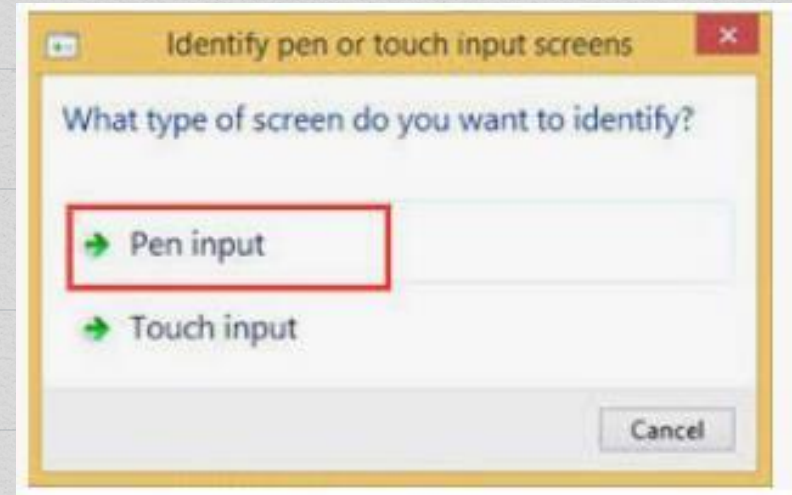 Identify pen or touch input screens
What type of screen do you want to identify?
Pen input
Touch input
Cancel